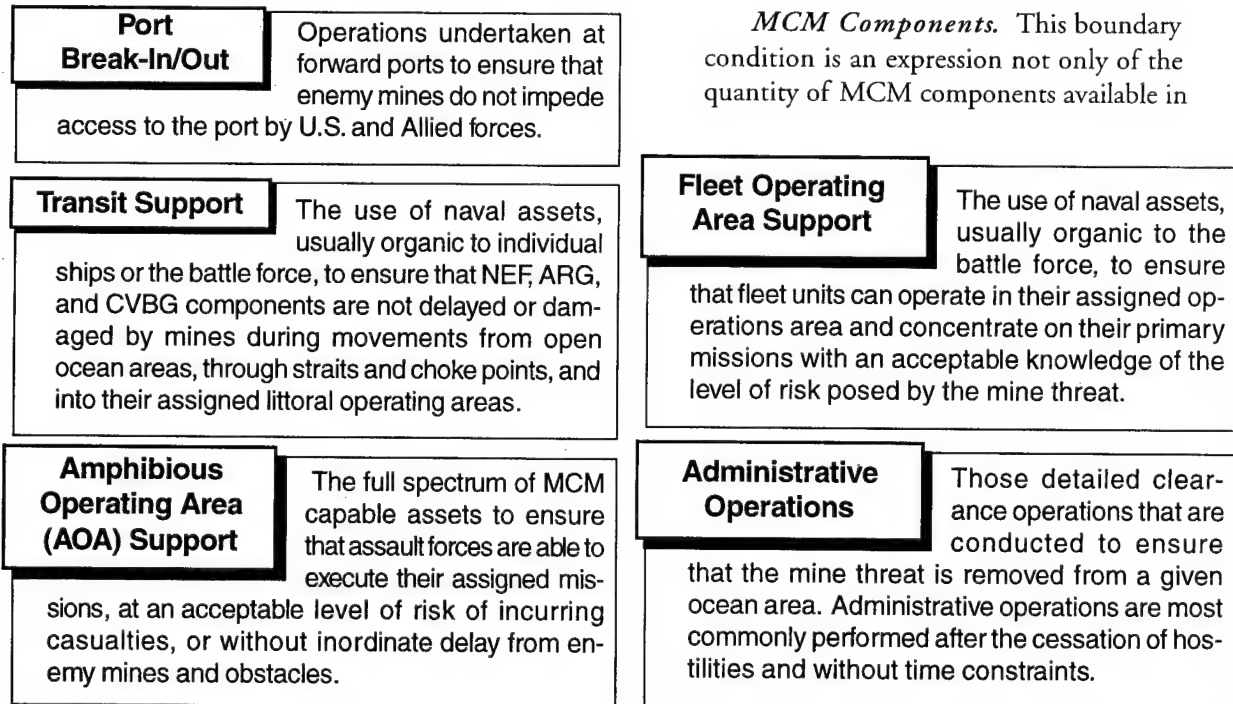 Port
Break-In/Out
Operations undertaken at
forward ports to ensure that
enemy mines do not impede
access to the port by U.S. and Allied forces.
Transit Support
The use of naval assets,
usually organic to individual
ships or the battle force, to ensure that NEF, ARG,
and CVBG components are not delayed or dam-
aged by mines during movements from open
ocean areas, through straits and choke points, and
into their assigned littoral operating areas.
Amphibious
Operating Area
(AOA) Support
The full spectrum of MCM
capable assets to ensure
that assault forces are able to
execute their assigned mis-
sions, at an acceptable level of risk of incurring
casualties, or without inordinate delay from en-
emy mines and obstacles.
MCM Components. This boundary
condition is an expression not only of the
quantity of MCM components available in
Fleet Operating
Area Support
The use of naval assets,
usually organic to the
battle force, to ensure
that fleet units can operate in their assigned op-
erations area and concentrate on their primary
missions with an acceptable knowledge of the
level of risk posed by the mine threat.
Administrative
Operations
Those detailed clear-
ance operations that are
conducted to ensure
that the mine threat is removed from a given
ocean area. Administrative operations are most
commonly performed after the cessation of hos-
tilities and without time constraints.